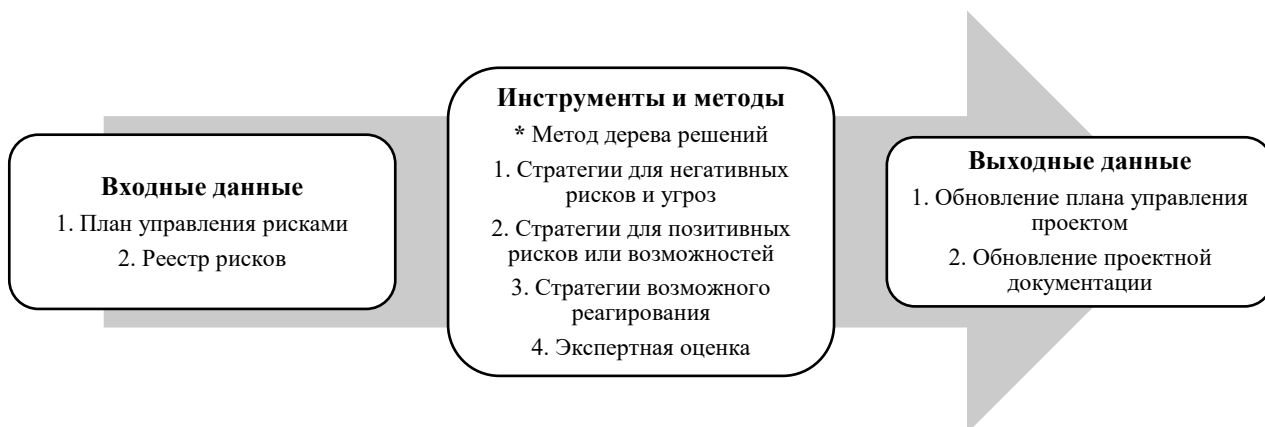 Входные данные
1. План управления рисками
2. Реестр рисков
Инструменты и методы
* Метод дерева решений
1. Стратегии для негативных
рисков и угроз
2. Стратегии для позитивных
рисков или возможностей
3. Стратегии возможного
реагирования
4. Экспертная оценка
Выходные данные
1. Обновление плана управления
проектом
2. Обновление проектной
документации